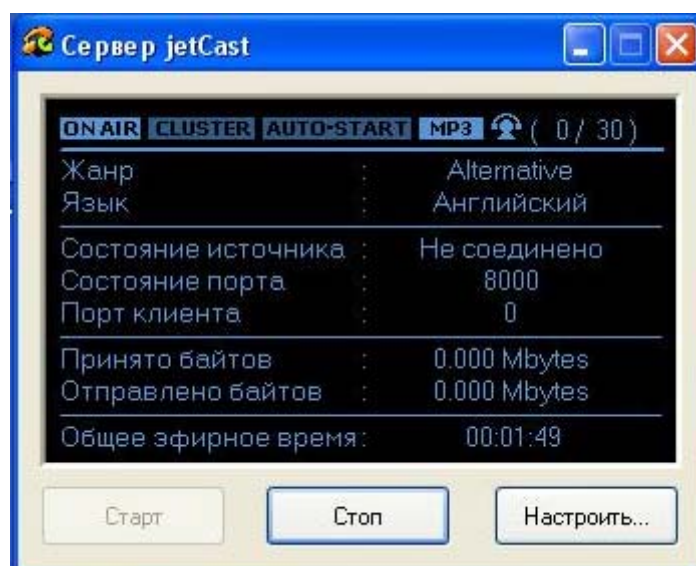 Сервер jetCast
ON AIR CLUSTER AUTO-START MP3 ( 0/ 30)
Жанр : Alternative
Язык : Английский
Состояние источника : Не соединено
Состояние порта : 8000
Порт клиента : 0
Принято байтов : 0.000 Mbytes
Отправлено байтов : 0.000 Mbytes
Общее эфирное время: 00:01:49
Старт Стоп Настроить...